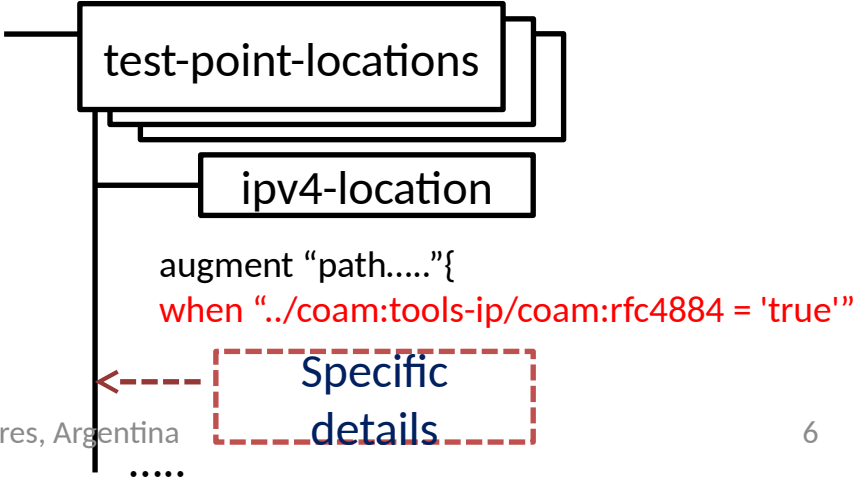 test-point-locations
ipv4-location
augment “path…..”{
when “../coam:tools-ip/coam:rfc4884 = 'true'”
Specific
details
res, Argentina
6
…..